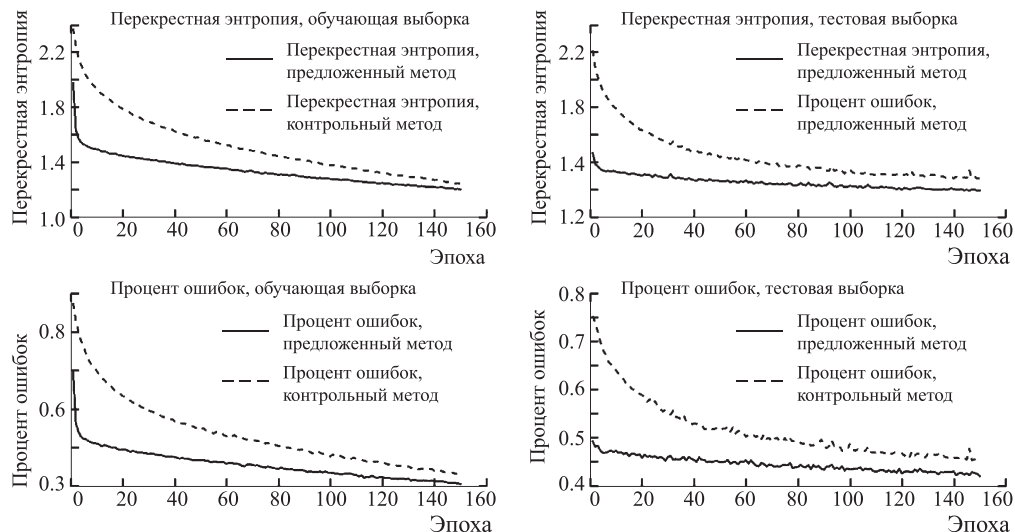 Перекрестная энтропия, обучающая выборка
Перекрестная энтропия
2.2
1.8
1.4
1.0
Перекрестная энтропия,
предложенный метод
Перекрестная энтропия,
контрольный метод
0 20 40 60 80 100 120 140 160
Эпоха
Перекрестная энтропия, тестовая выборка
Перекрестная энтропия
2.2
1.8
1.4
1.2
Перекрестная энтропия,
предложенный метод
Процент ошибок,
предложенный метод
0 20 40 60 80 100 120 140 160
Эпоха
Процент ошибок, обучающая выборка
Процент ошибок
0.8
0.6
0.3
Процент ошибок,
предложенный метод
Процент ошибок,
контрольный метод
0 20 40 60 80 100 120 140 160
Эпоха
Процент ошибок, тестовая выборка
Процент ошибок
0.8
0.7
0.6
0.5
0.4
Процент ошибок,
предложенный метод
Процент ошибок,
контрольный метод
0 20 40 60 80 100 120 140 160
Эпоха